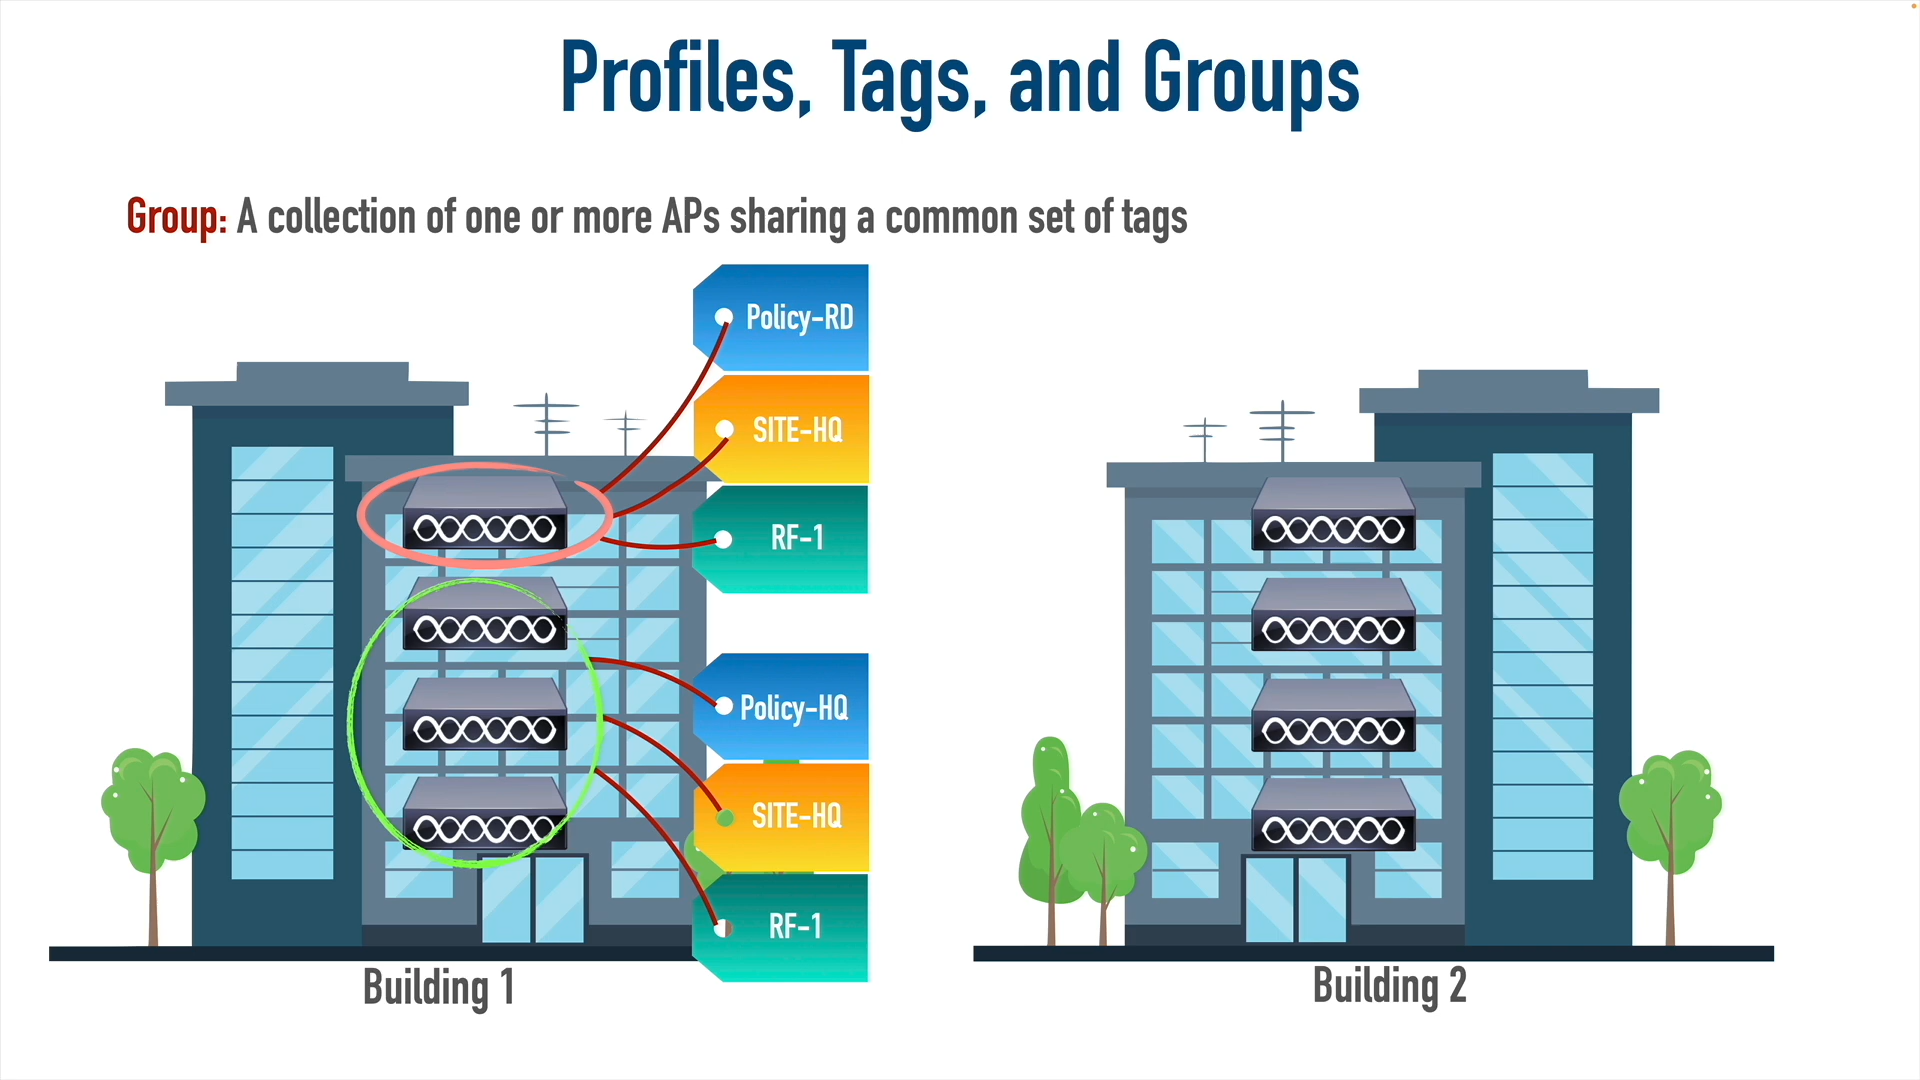 Profiles, Tags, and Groups
Group: A collection of one or more APs sharing a common set of tags
Policy-RD
SITE-HQ
RF-1
Policy-HQ
SITE-HQ
RF-1
Building 1
Building 2